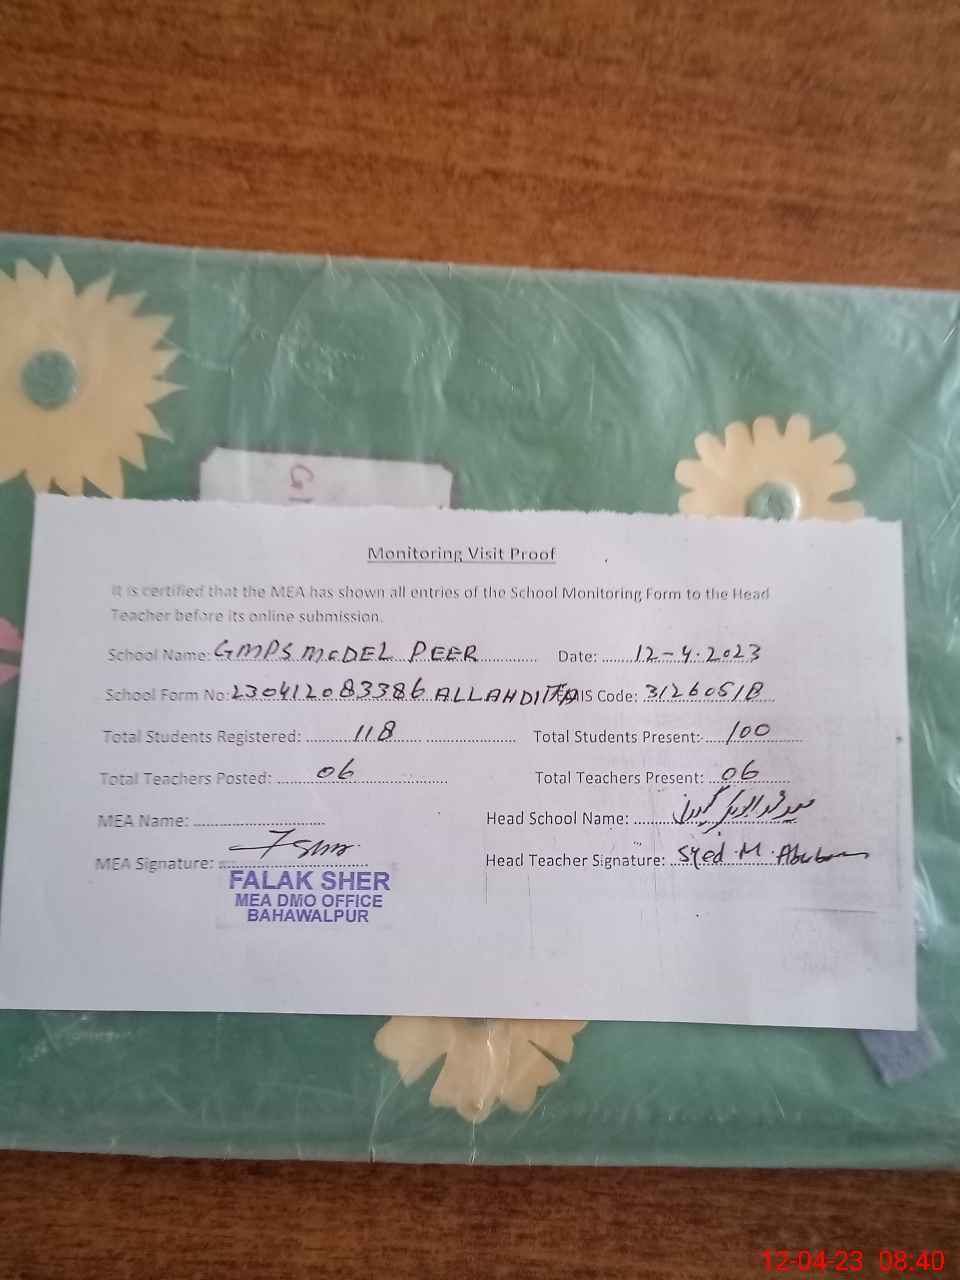 Monitoring Visit Proof
It is certified that the MEA has shown all entries of the School Monitoring Form to the Head
Teacher before its online submission.
School Name: GMPS MODEL PEER Date: 12-4-2023
School Form No: 230412083386 ALLAHDITTA EMIS Code: 31260518
Total Students Registered: 118 Total Students Present: 100
Total Teachers Posted: 06 Total Teachers Present: 06
MEA Name: Head School Name:
MEA Signature: Head Teacher Signature: Syed M. Abubakar
FALAK SHER
MEA DMO OFFICE
BAHAWALPUR
12-04-23 08:40